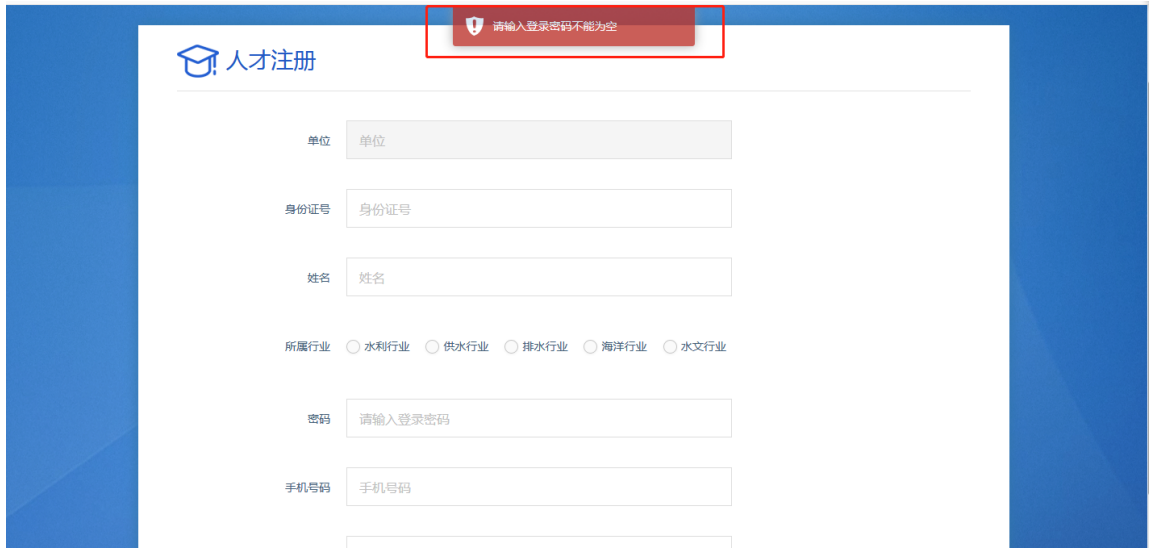 请输入登录密码不能为空
人才注册
单位 单位
身份证号 身份证号
姓名 姓名
所属行业 水利行业 供水行业 排水行业 海洋行业 水文行业
密码 请输入登录密码
手机号码 手机号码